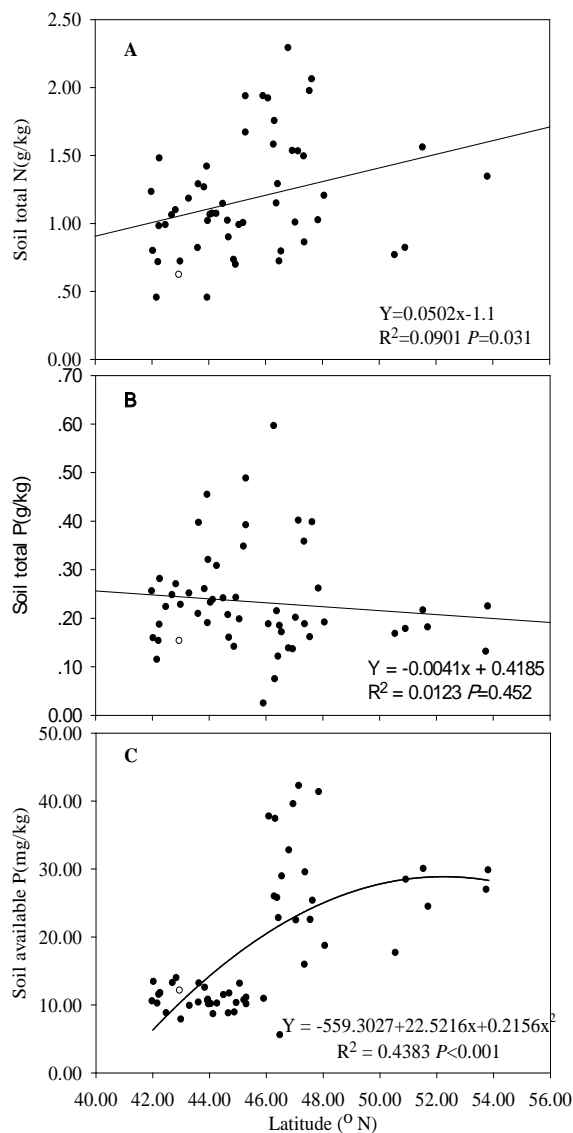 2.50
A
2.00
1.50
1.00
.50
0.00
Soil total N(g/kg)
Y=0.0502x-1.1
R²=0.0901 P=0.031
.70
B
.60
.50
.40
.30
.20
.10
0.00
Soil total P(g/kg)
Y = -0.0041x + 0.4185
R² = 0.0123 P=0.452
50.00
C
40.00
30.00
20.00
10.00
0.00
Soil available P(mg/kg)
Y = -559.3027+22.5216x+0.2156x²
R² = 0.4383 P<0.001
40.00 42.00 44.00 46.00 48.00 50.00 52.00 54.00 56.00
Latitude (° N)